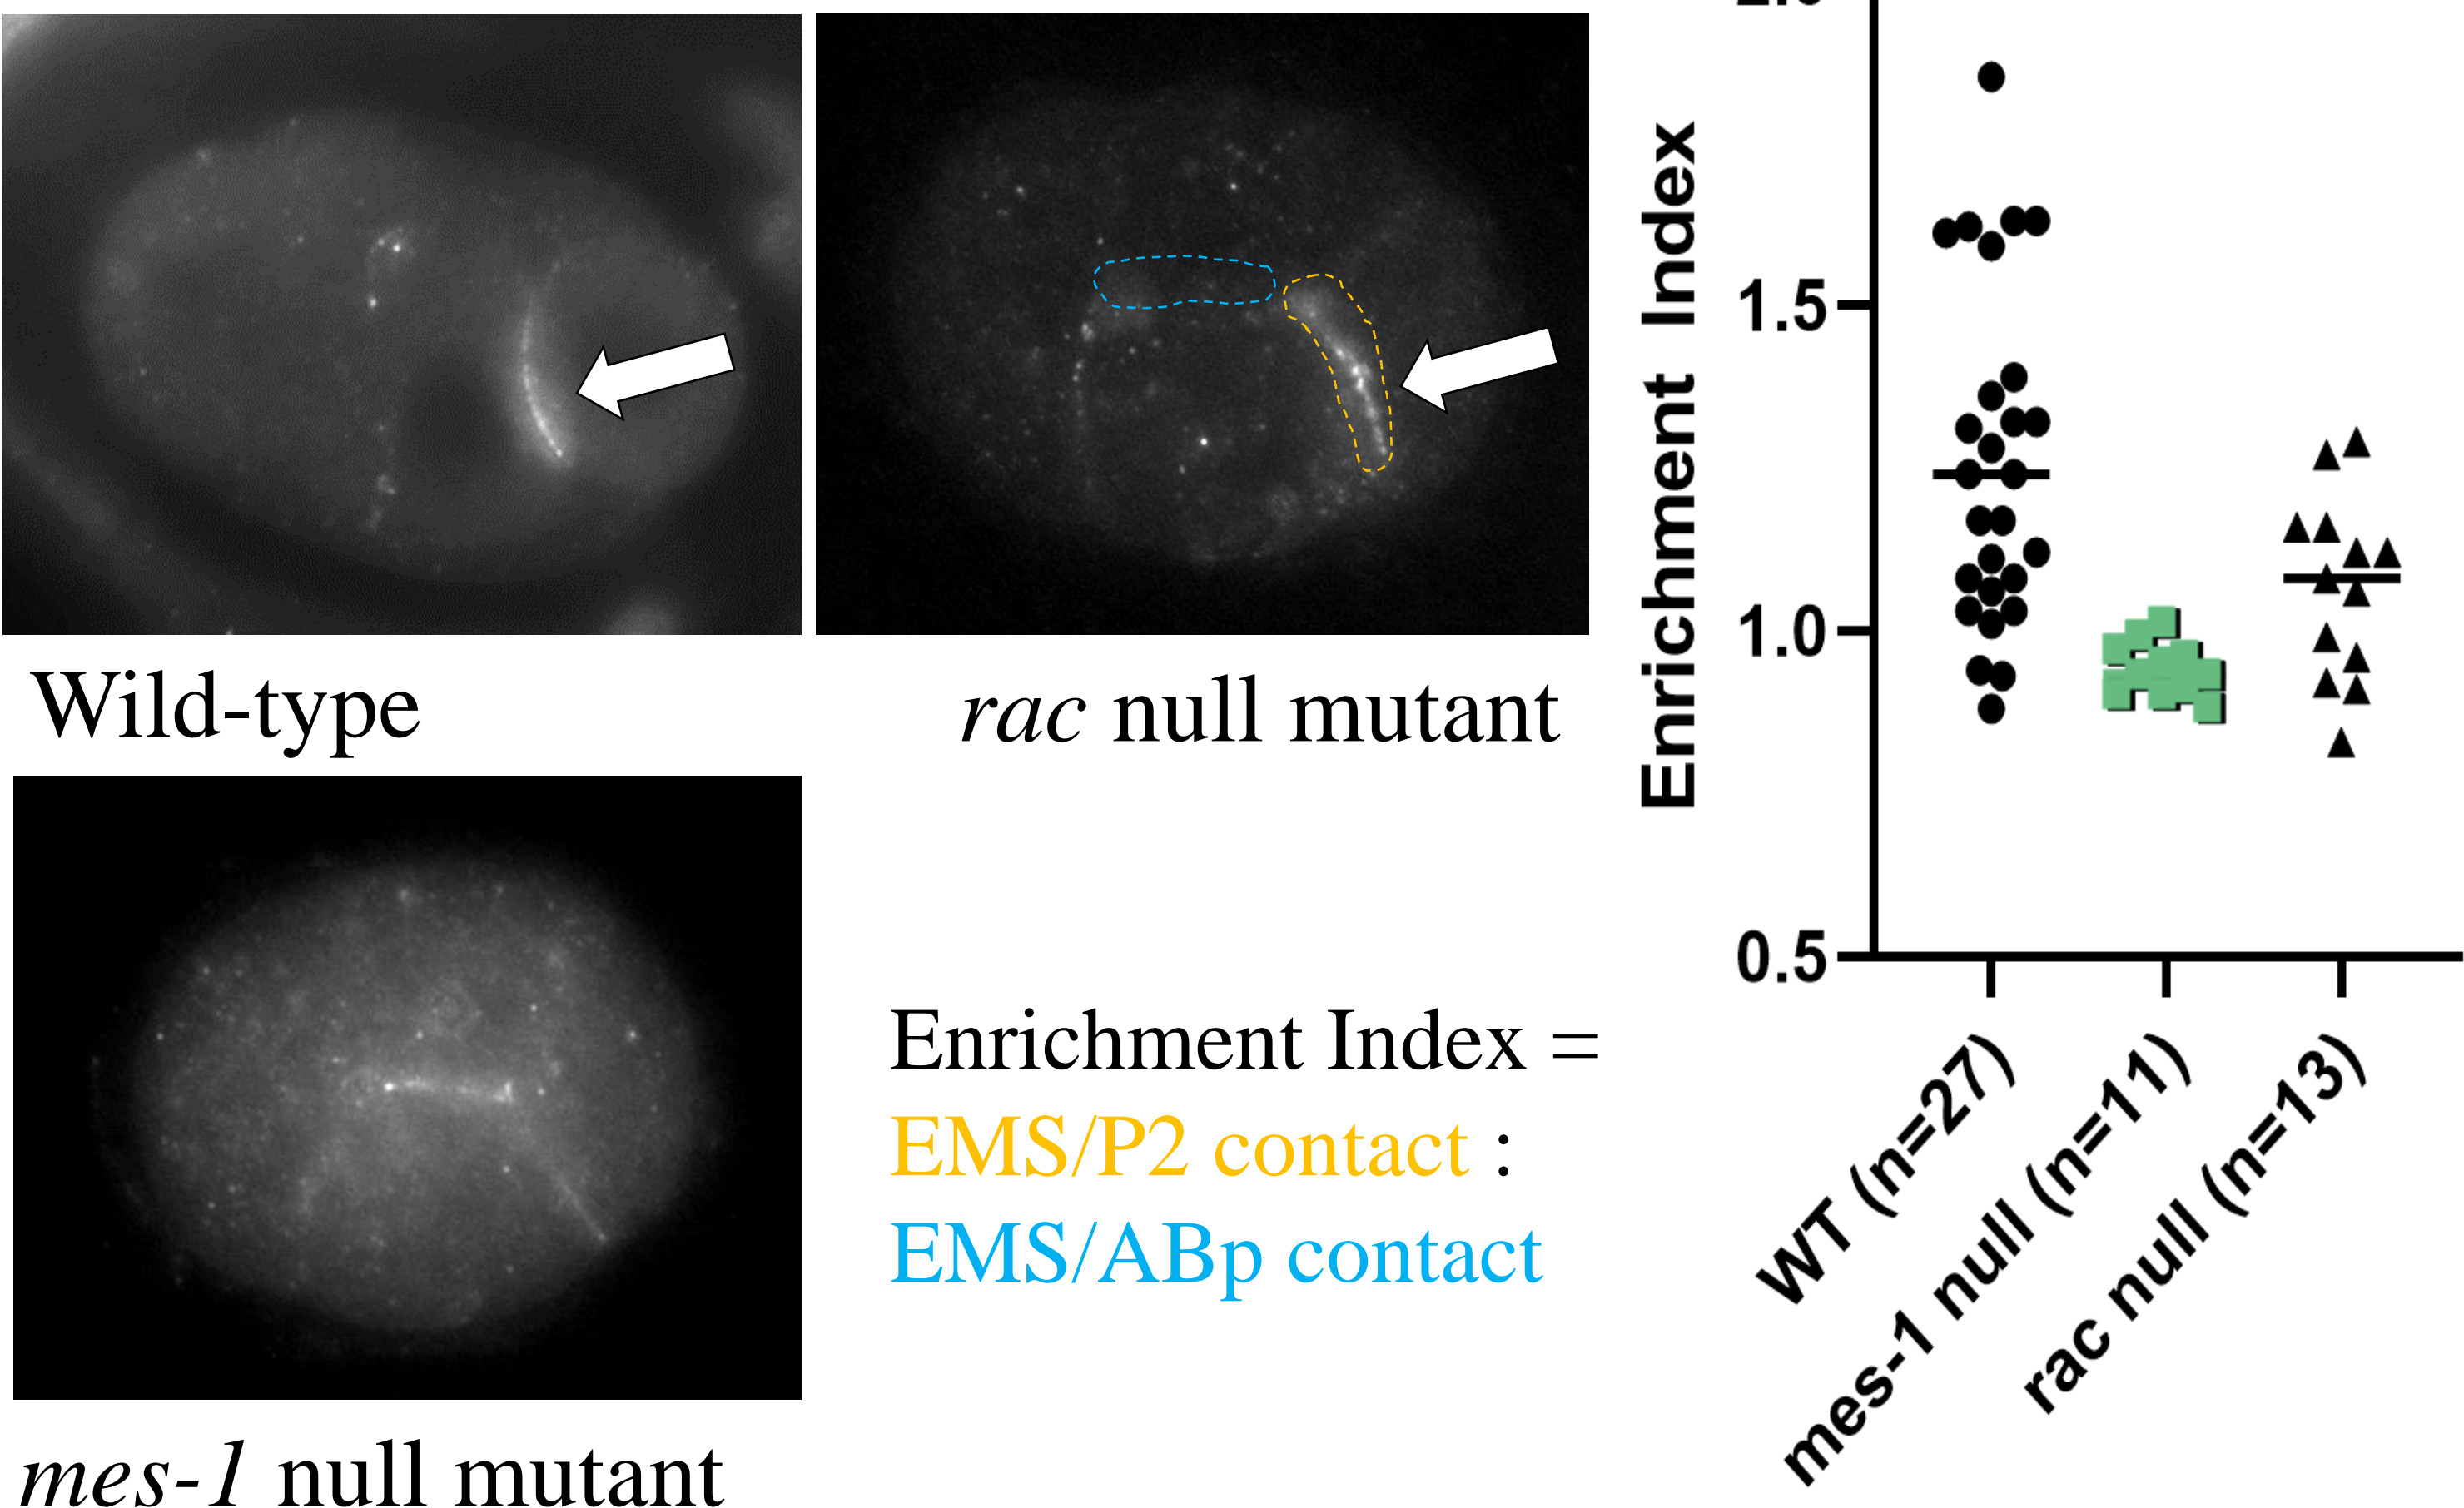 Wild-type
rac null mutant
mes-1 null mutant
Enrichment Index =
EMS/P2 contact :
EMS/ABp contact
Enrichment Index
1.5
1.0
0.5
WT (n=27)
mes-1 null (n=11)
rac null (n=13)